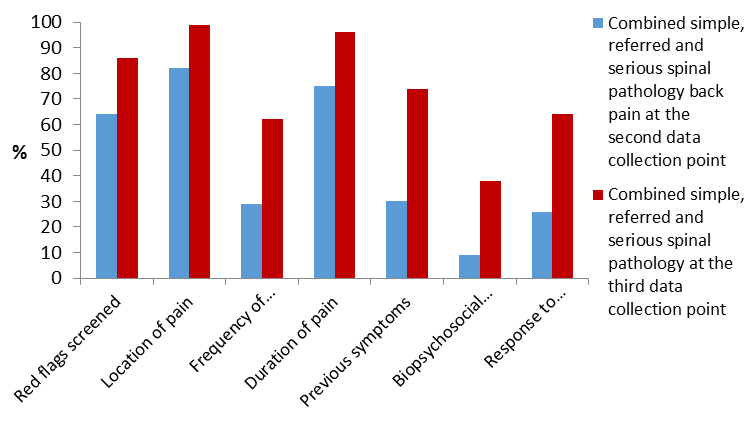 100
90
80
70
60
50
40
30
20
10
0
%
Red flags screened
Location of pain
Frequency of...
Duration of pain
Previous symptoms
Biopsychosocial...
Response to...
Combined simple,
referred and
serious spinal
pathology back
pain at the
second data
collection point
Combined simple,
referred and
serious spinal
pathology at the
third data
collection point